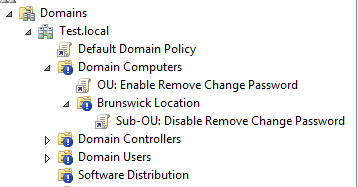 Domains
Test.local
Default Domain Policy
Domain Computers
OU: Enable Remove Change Password
Brunswick Location
Sub-OU: Disable Remove Change Password
Domain Controllers
Domain Users
Software Distribution